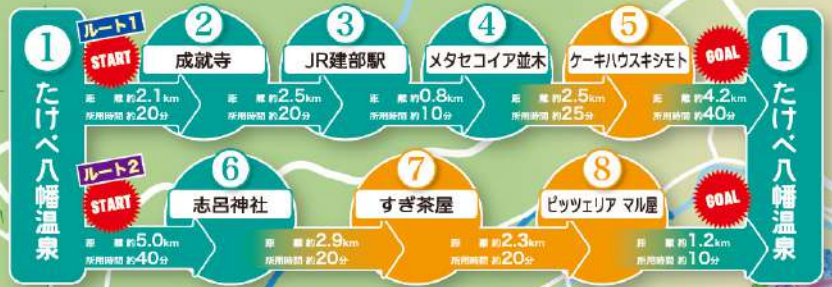 ① たけべ八幡温泉
ルート1
START
② 成就寺
③ JR建部駅
④ メタセコイア並木
⑤ ケーキハウスキシモト
GOAL
① たけべ八幡温泉
距離 約2.1km
所用時間 約20分
距離 約2.5km
所用時間 約20分
距離 約0.8km
所用時間 約10分
距離 約2.5km
所用時間 約25分
距離 約4.2km
所用時間 約40分
ルート2
START
⑥ 志呂神社
⑦ すぎ茶屋
⑧ ピッツェリア マル屋
GOAL
距離 約5.0km
所用時間 約40分
距離 約2.9km
所用時間 約20分
距離 約2.3km
所用時間 約20分
距離 約1.2km
所用時間 約10分